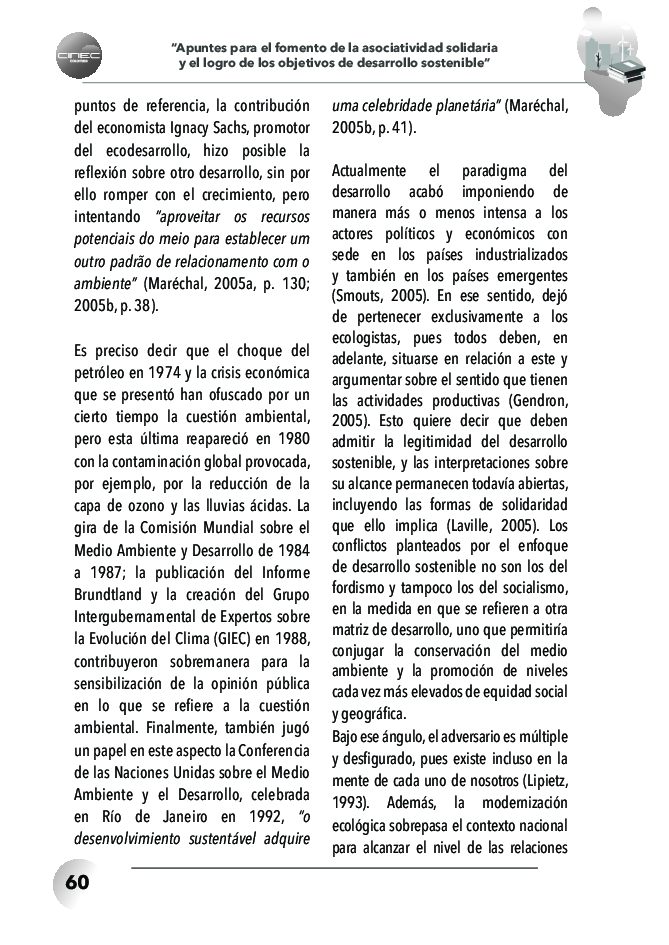 CINEC
"Apuntes para el fomento de la asociatividad solidaria
y el logro de los objetivos de desarrollo sostenible"
puntos de referencia, la contribución
del economista Ignacy Sachs, promotor
del ecodesarrollo, hizo posible la
reflexión sobre otro desarrollo, sin por
ello romper con el crecimiento, pero
intentando "aproveitar os recursos
potenciais do meio para establecer um
outro padrão de relacionamento com o
ambiente" (Maréchal, 2005a, p. 130;
2005b, p. 38).
Es preciso decir que el choque del
petróleo en 1974 y la crisis económica
que se presentó han ofuscado por un
cierto tiempo la cuestión ambiental,
pero esta última reapareció en 1980
con la contaminación global provocada,
por ejemplo, por la reducción de la
capa de ozono y las lluvias ácidas. La
gira de la Comisión Mundial sobre el
Medio Ambiente y Desarrollo de 1984
a 1987; la publicación del Informe
Brundtland y la creación del Grupo
Intergubernamental de Expertos sobre
la Evolución del Clima (GIEC) en 1988,
contribuyeron sobremanera para la
sensibilización de la opinión pública
en lo que se refiere a la cuestión
ambiental. Finalmente, también jugó
un papel en este aspecto la Conferencia
de las Naciones Unidas sobre el Medio
Ambiente y el Desarrollo, celebrada
en Río de Janeiro en 1992, "o
desenvolvimiento sustentável adquire
uma celebridade planetária" (Maréchal,
2005b, p. 41).
Actualmente el paradigma del
desarrollo acabó imponiendo de
manera más o menos intensa a los
actores políticos y económicos con
sede en los países industrializados
y también en los países emergentes
(Smouts, 2005). En ese sentido, dejó
de pertenecer exclusivamente a los
ecologistas, pues todos deben, en
adelante, situarse en relación a este y
argumentar sobre el sentido que tienen
las actividades productivas (Gendron,
2005). Esto quiere decir que deben
admitir la legitimidad del desarrollo
sostenible, y las interpretaciones sobre
su alcance permanecen todavía abiertas,
incluyendo las formas de solidaridad
que ello implica (Laville, 2005). Los
conflictos planteados por el enfoque
de desarrollo sostenible no son los del
fordismo y tampoco los del socialismo,
en la medida en que se refieren a otra
matriz de desarrollo, uno que permitiría
conjugar la conservación del medio
ambiente y la promoción de niveles
cada vez más elevados de equidad social
y geográfica.
Bajo ese ángulo, el adversario es múltiple
y desfigurado, pues existe incluso en la
mente de cada uno de nosotros (Lipietz,
1993). Además, la modernización
ecológica sobrepasa el contexto nacional
para alcanzar el nivel de las relaciones
60